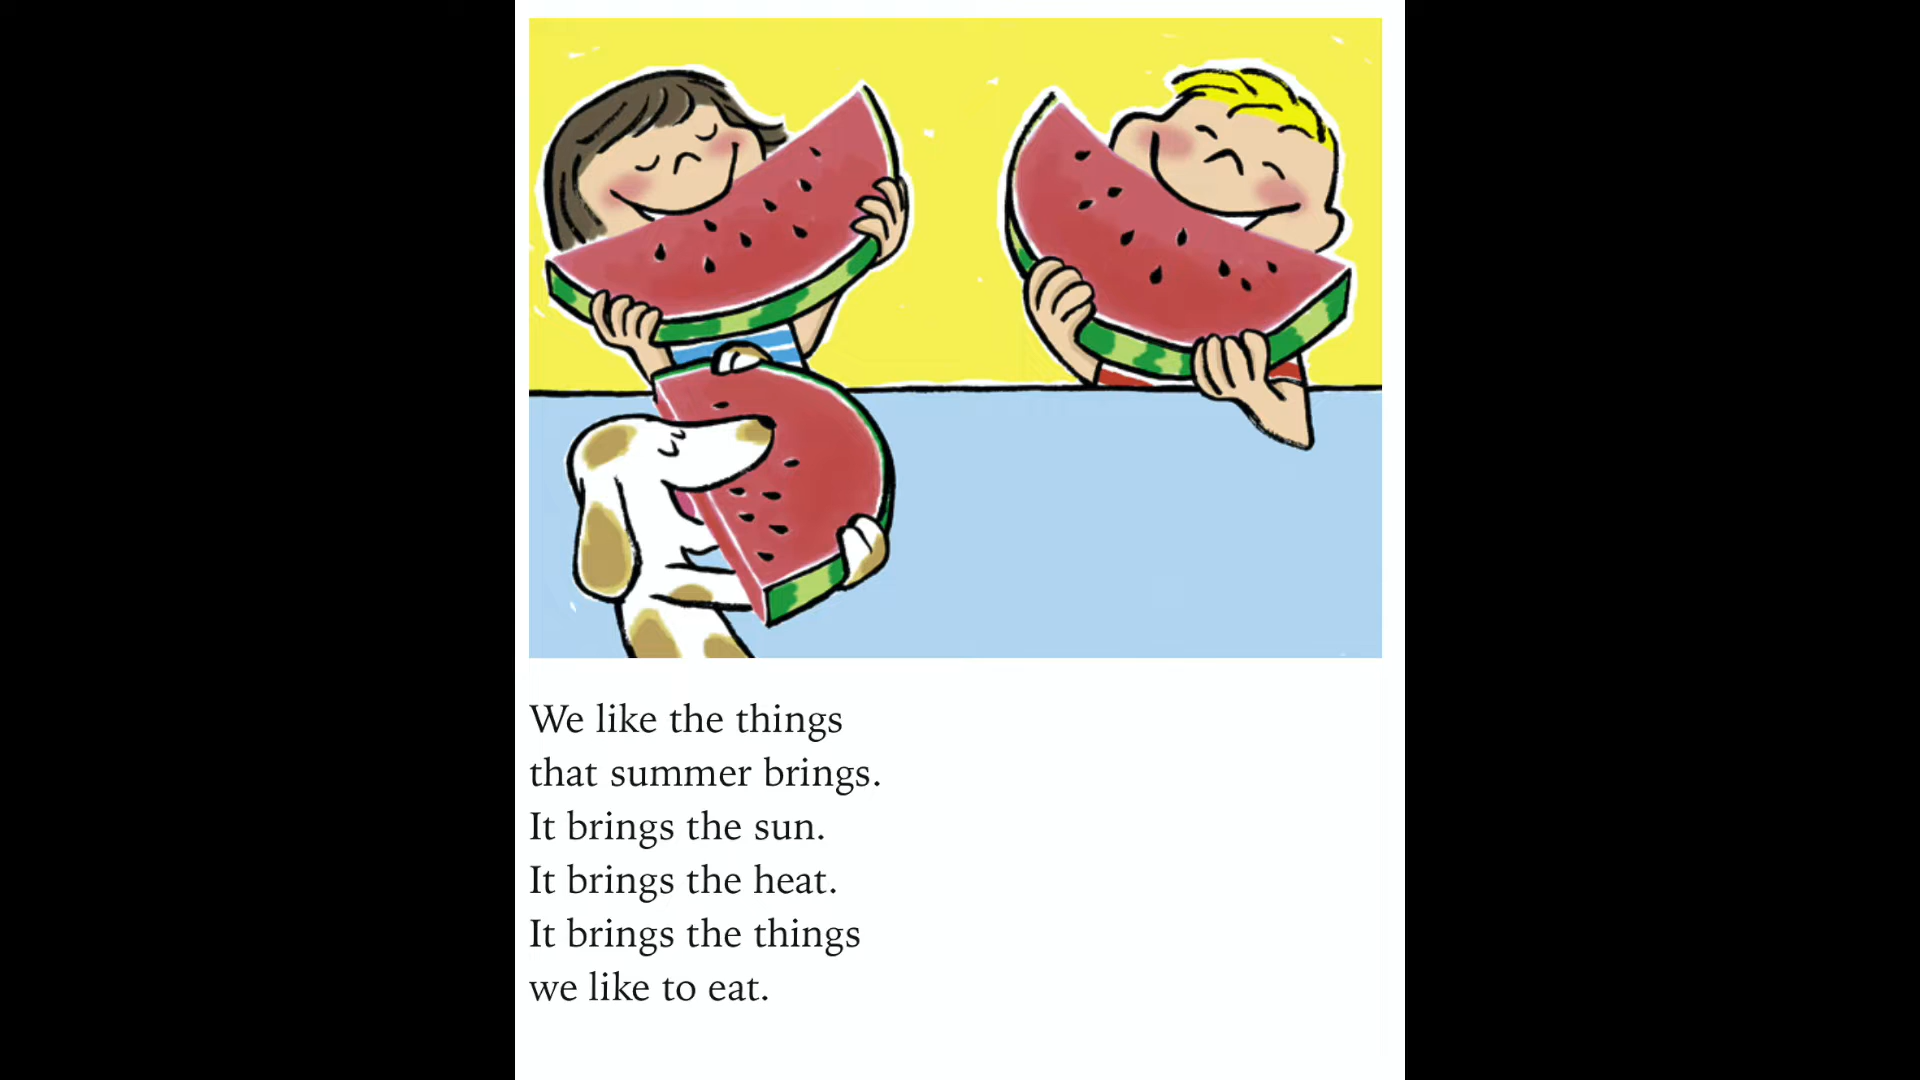 We like the things
that summer brings.
It brings the sun.
It brings the heat.
It brings the things
we like to eat.